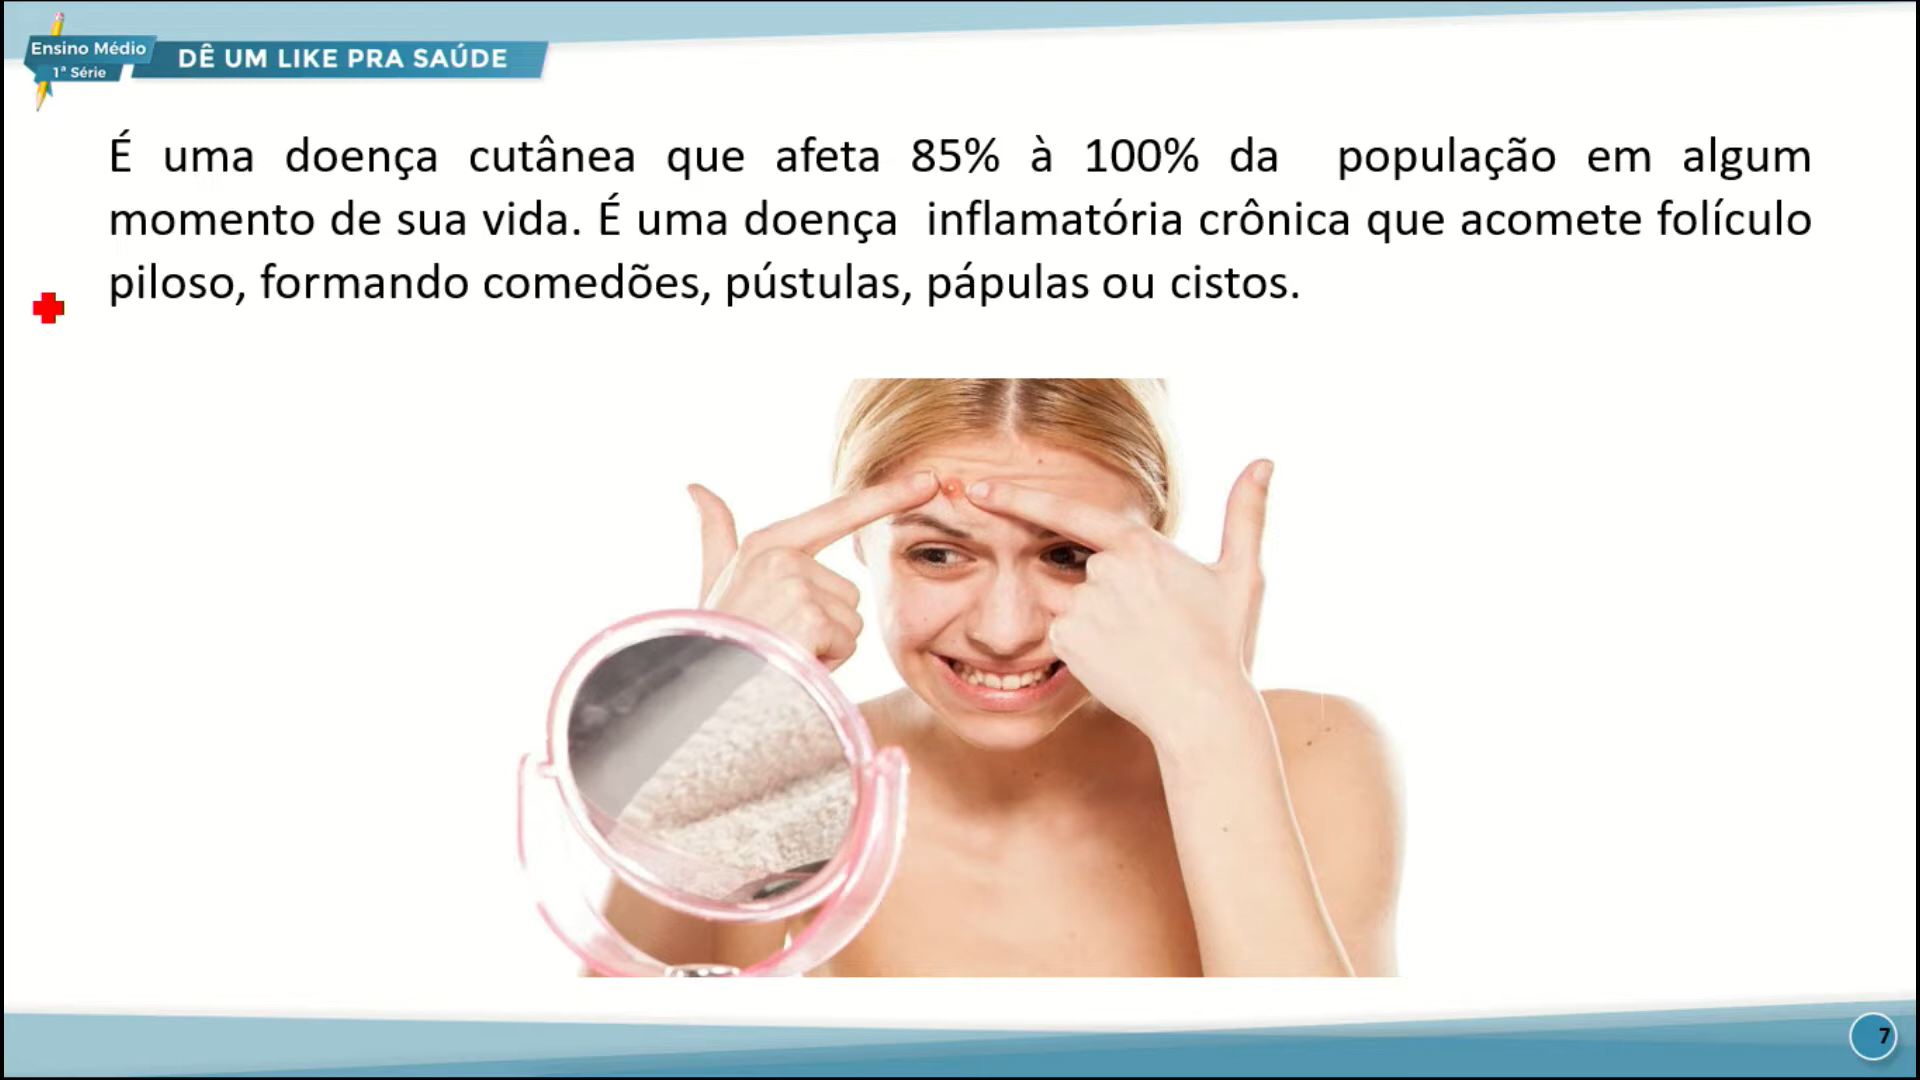 Ensino Médio
1ª Série
DÊ UM LIKE PRA SAÚDE
É uma doença cutânea que afeta 85% à 100% da população em algum
momento de sua vida. É uma doença inflamatória crônica que acomete folículo
piloso, formando comedões, pústulas, pápulas ou cistos.
7